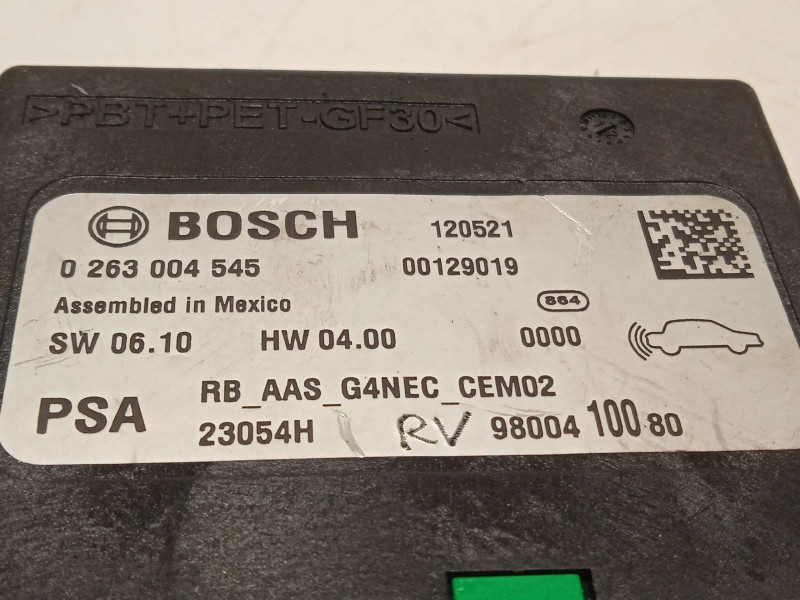 >PBT+PET-GF30<
BOSCH 120521
0 263 004 545 00129019
Assembled in Mexico 864
SW 06.10 HW 04.00 0000
PSA RB_AAS_G4NEC_CEM02
23054H RV 98004 100 80